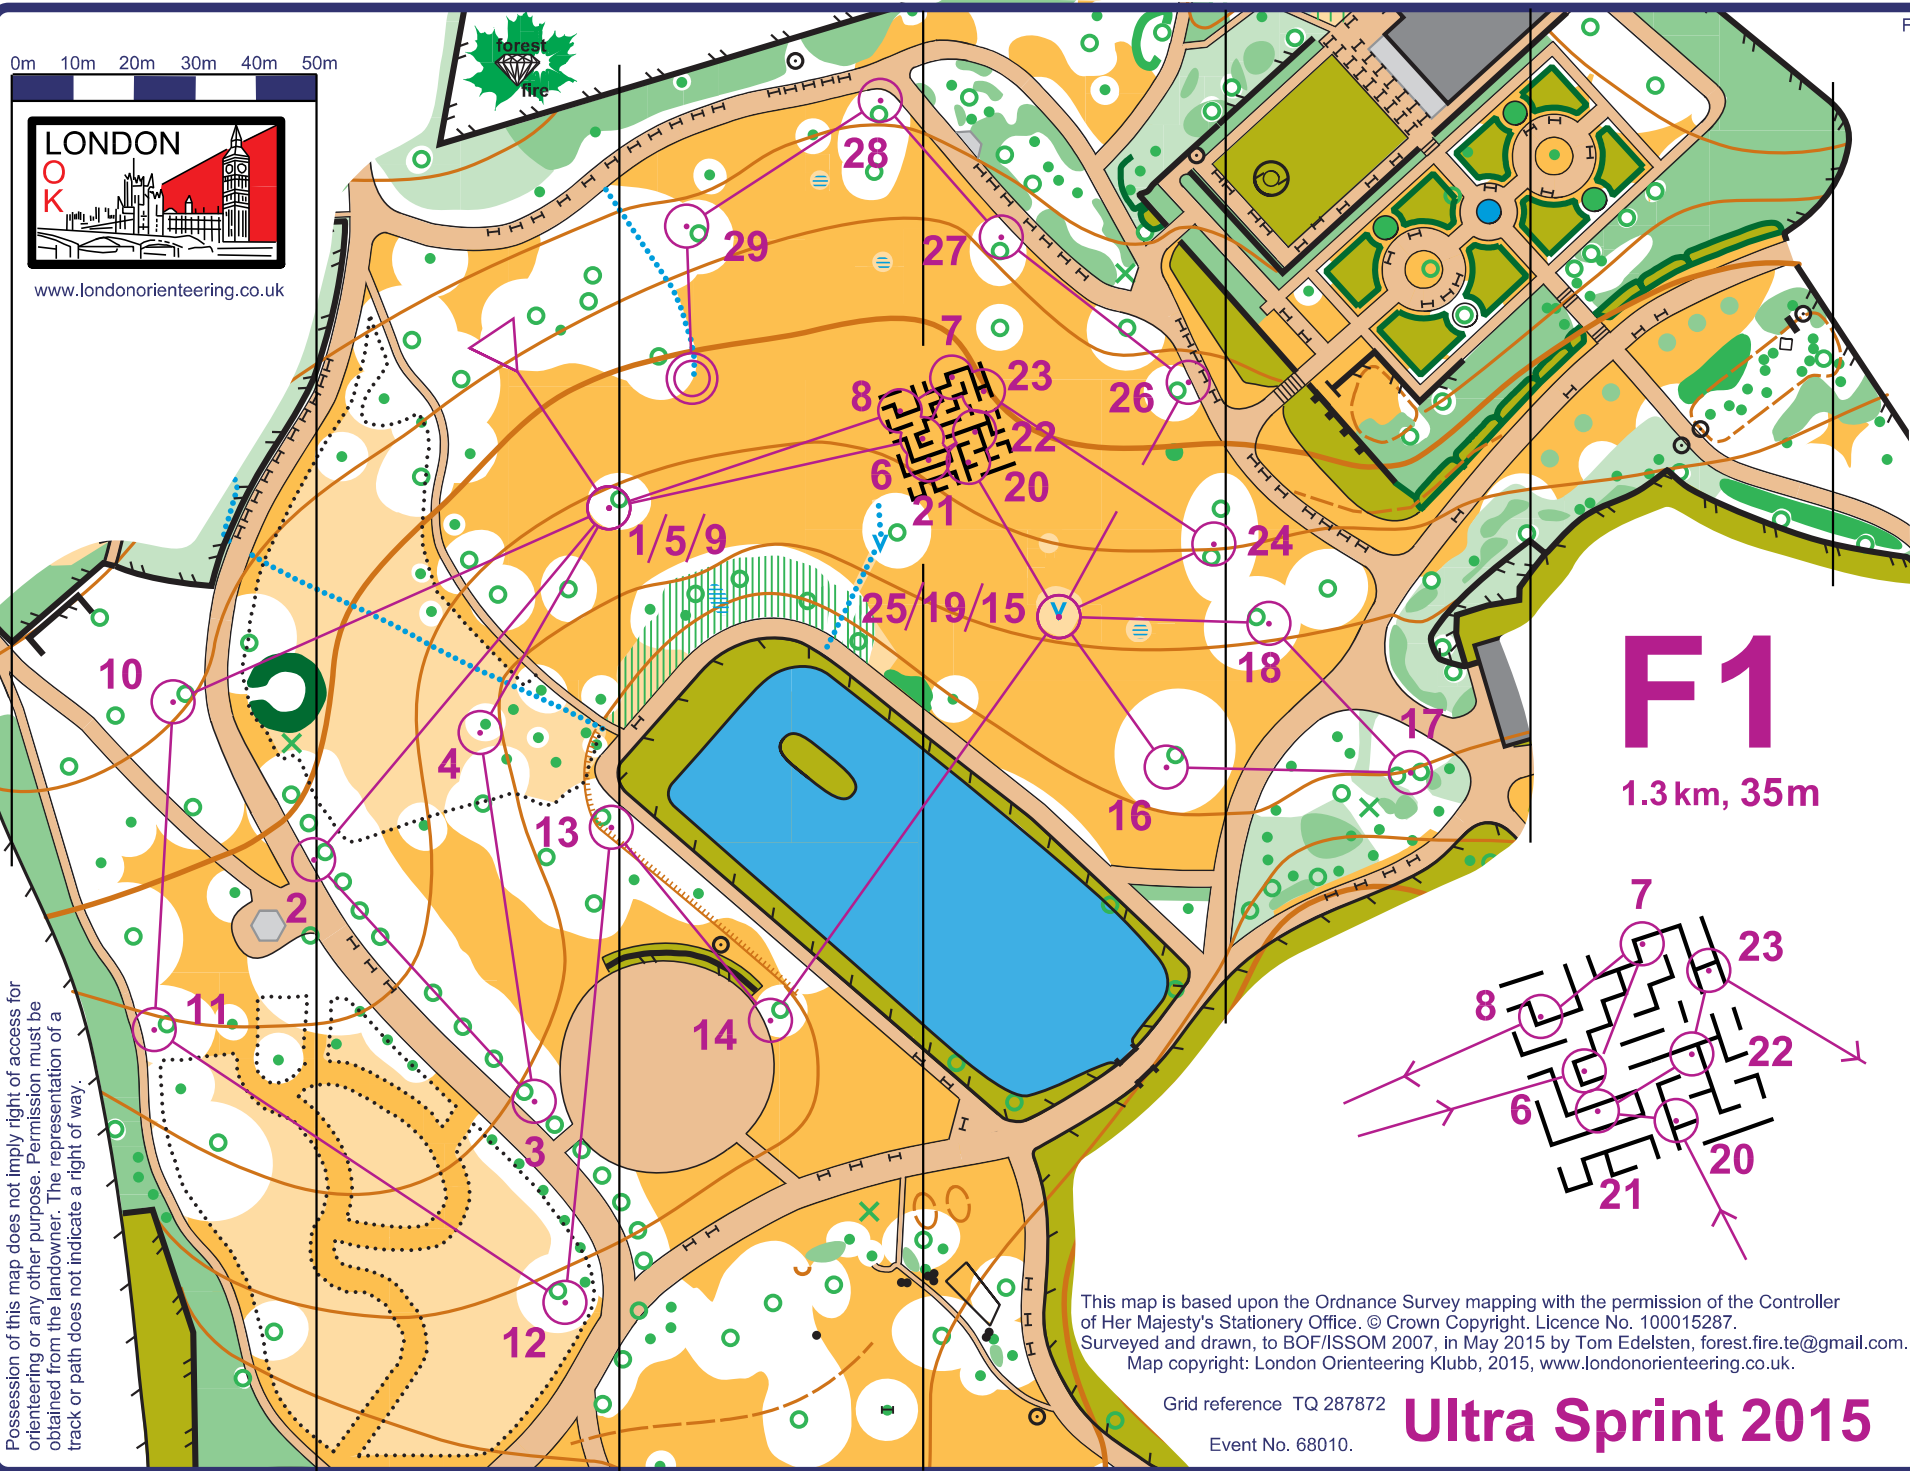 0m 10m 20m 30m 40m 50m
forest
fire
LONDON
O
K
www.londonorienteering.co.uk
28
29
27
7
23
8
26
22
6
20
21
1/5/9
24
25/19/15
10
18
4
17
13
16
2
11
14
3
12
F1
1.3 km, 35m
7
23
8
22
6
20
21
Possession of this map does not imply right of access for
orienteering or any other purpose. Permission must be
obtained from the landowner. The representation of a
track or path does not indicate a right of way.
This map is based upon the Ordnance Survey mapping with the permission of the Controller
of Her Majesty's Stationery Office. © Crown Copyright. Licence No. 100015287.
Surveyed and drawn, to BOF/ISSOM 2007, in May 2015 by Tom Edelsten, forest.fire.te@gmail.com.
Map copyright: London Orienteering Klubb, 2015, www.londonorienteering.co.uk.
Grid reference TQ 287872
Event No. 68010.
Ultra Sprint 2015